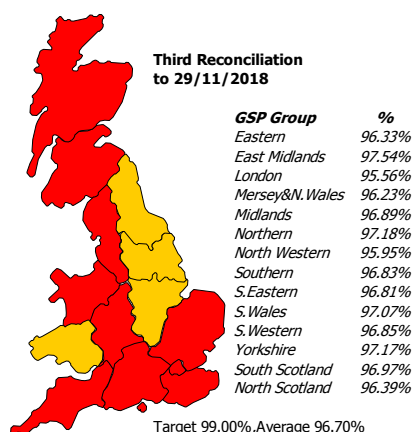 Third Reconciliation
to 29/11/2018
GSP Group %
Eastern 96.33%
East Midlands 97.54%
London 95.56%
Mersey&N.Wales 96.23%
Midlands 96.89%
Northern 97.18%
North Western 95.95%
Southern 96.83%
S.Eastern 96.81%
S.Wales 97.07%
S.Western 96.85%
Yorkshire 97.17%
South Scotland 96.97%
North Scotland 96.39%
Target 99.00%,Average 96.70%